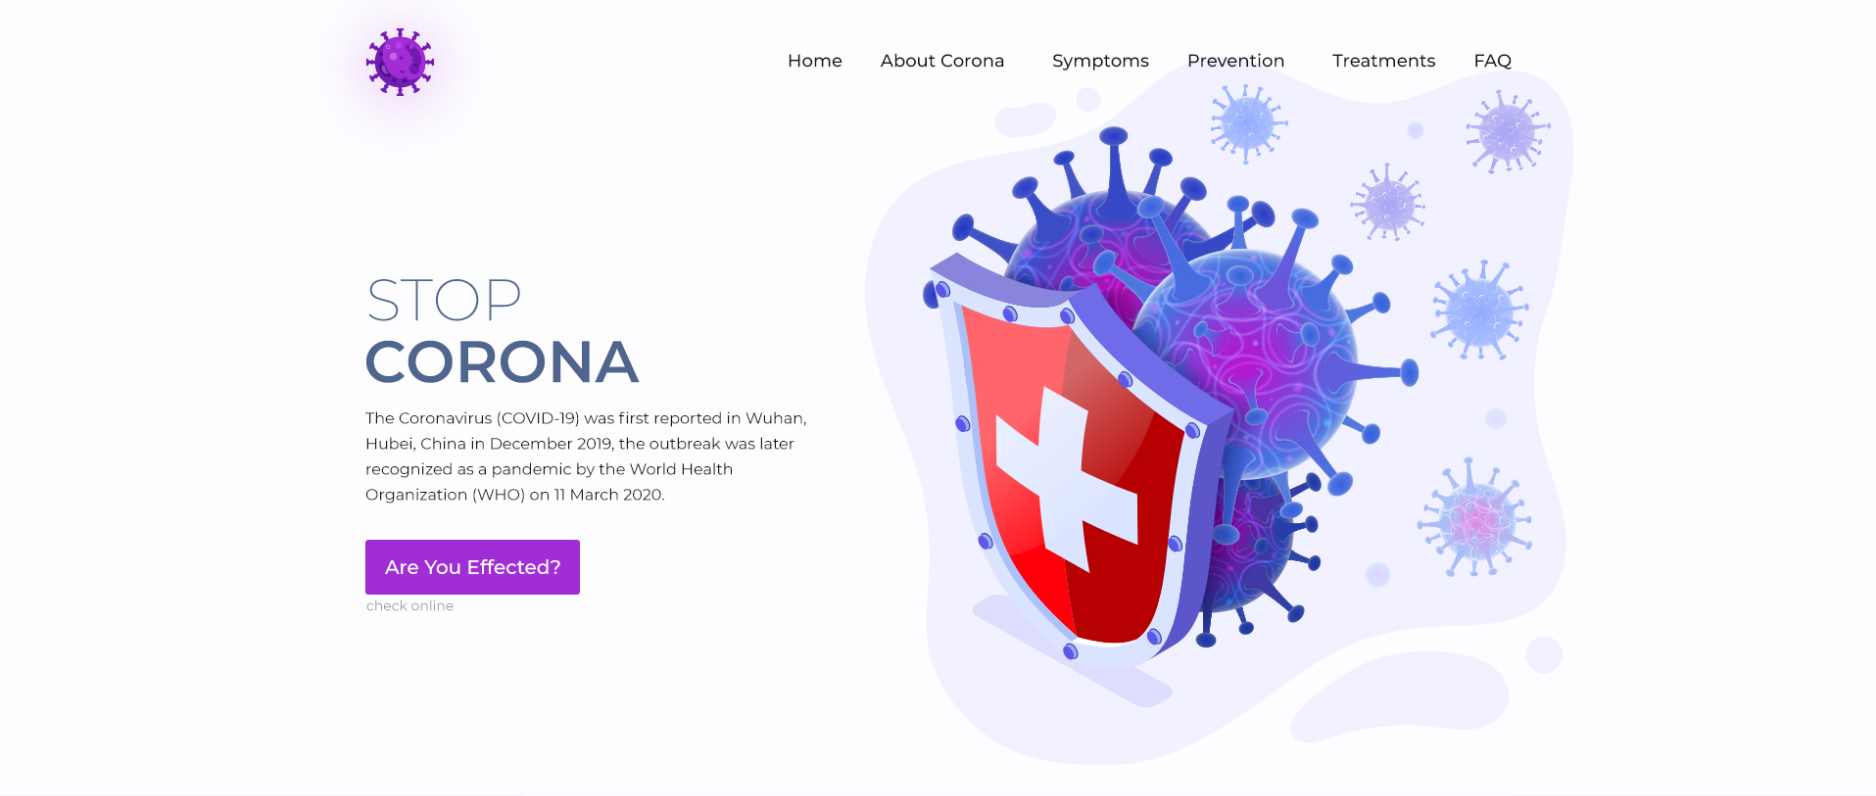 Home About Corona Symptoms Prevention Treatments FAQ
STOP
CORONA
The Coronavirus (COVID-19) was first reported in Wuhan,
Hubei, China in December 2019, the outbreak was later
recognized as a pandemic by the World Health
Organization (WHO) on 11 March 2020.
Are You Effected?
check online